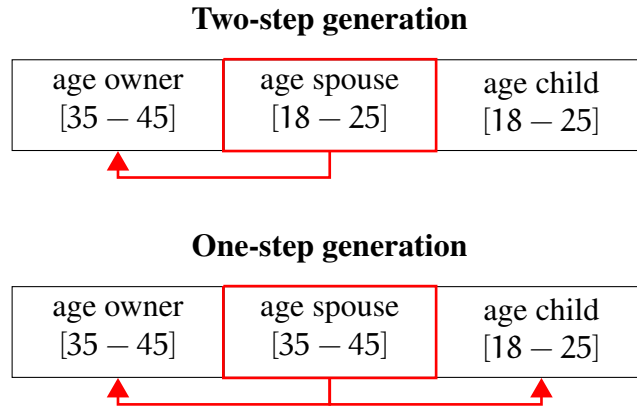 Two-step generation
age owner age spouse age child
[35 – 45] [18 – 25] [18 – 25]
One-step generation
age owner age spouse age child
[35 – 45] [35 – 45] [18 – 25]